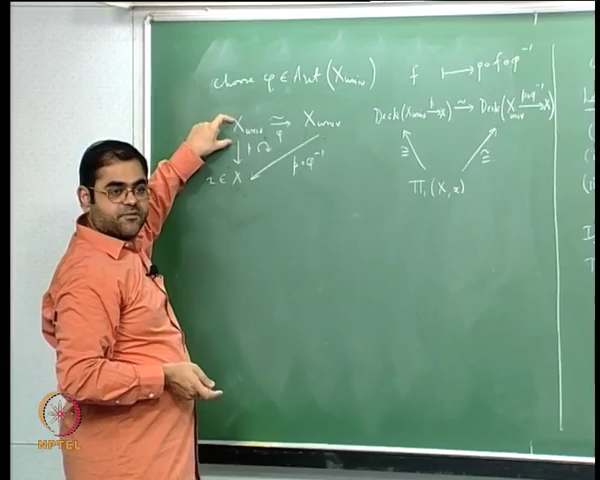 choose φ ∈ Aut (X_univ)
f ⟼ φ∘f∘φ⁻¹
X_univ ≅ X_univ
φ
p
p∘φ⁻¹
x ∈ X
Deck (X_univ →p X) ≃ Deck (X_univ →p∘φ⁻¹ X)
≅ ≅
Π₁ (X, x)
NPTEL